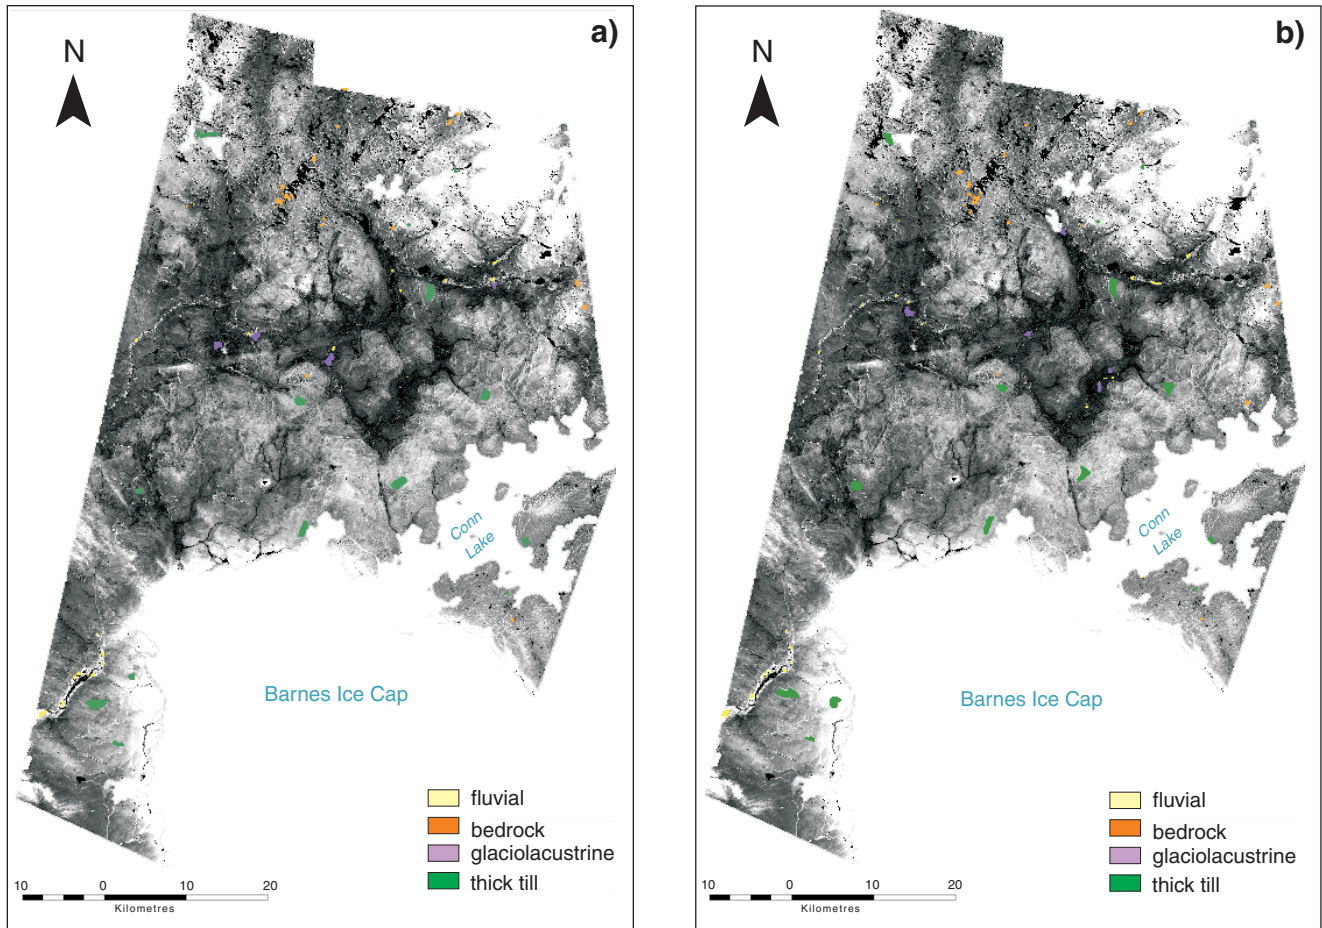 a)
N
Conn
Lake
Barnes Ice Cap
fluvial
bedrock
glaciolacustrine
thick till
10 0 10 20
Kilometres
b)
N
Conn
Lake
Barnes Ice Cap
fluvial
bedrock
glaciolacustrine
thick till
10 0 10 20
Kilometres